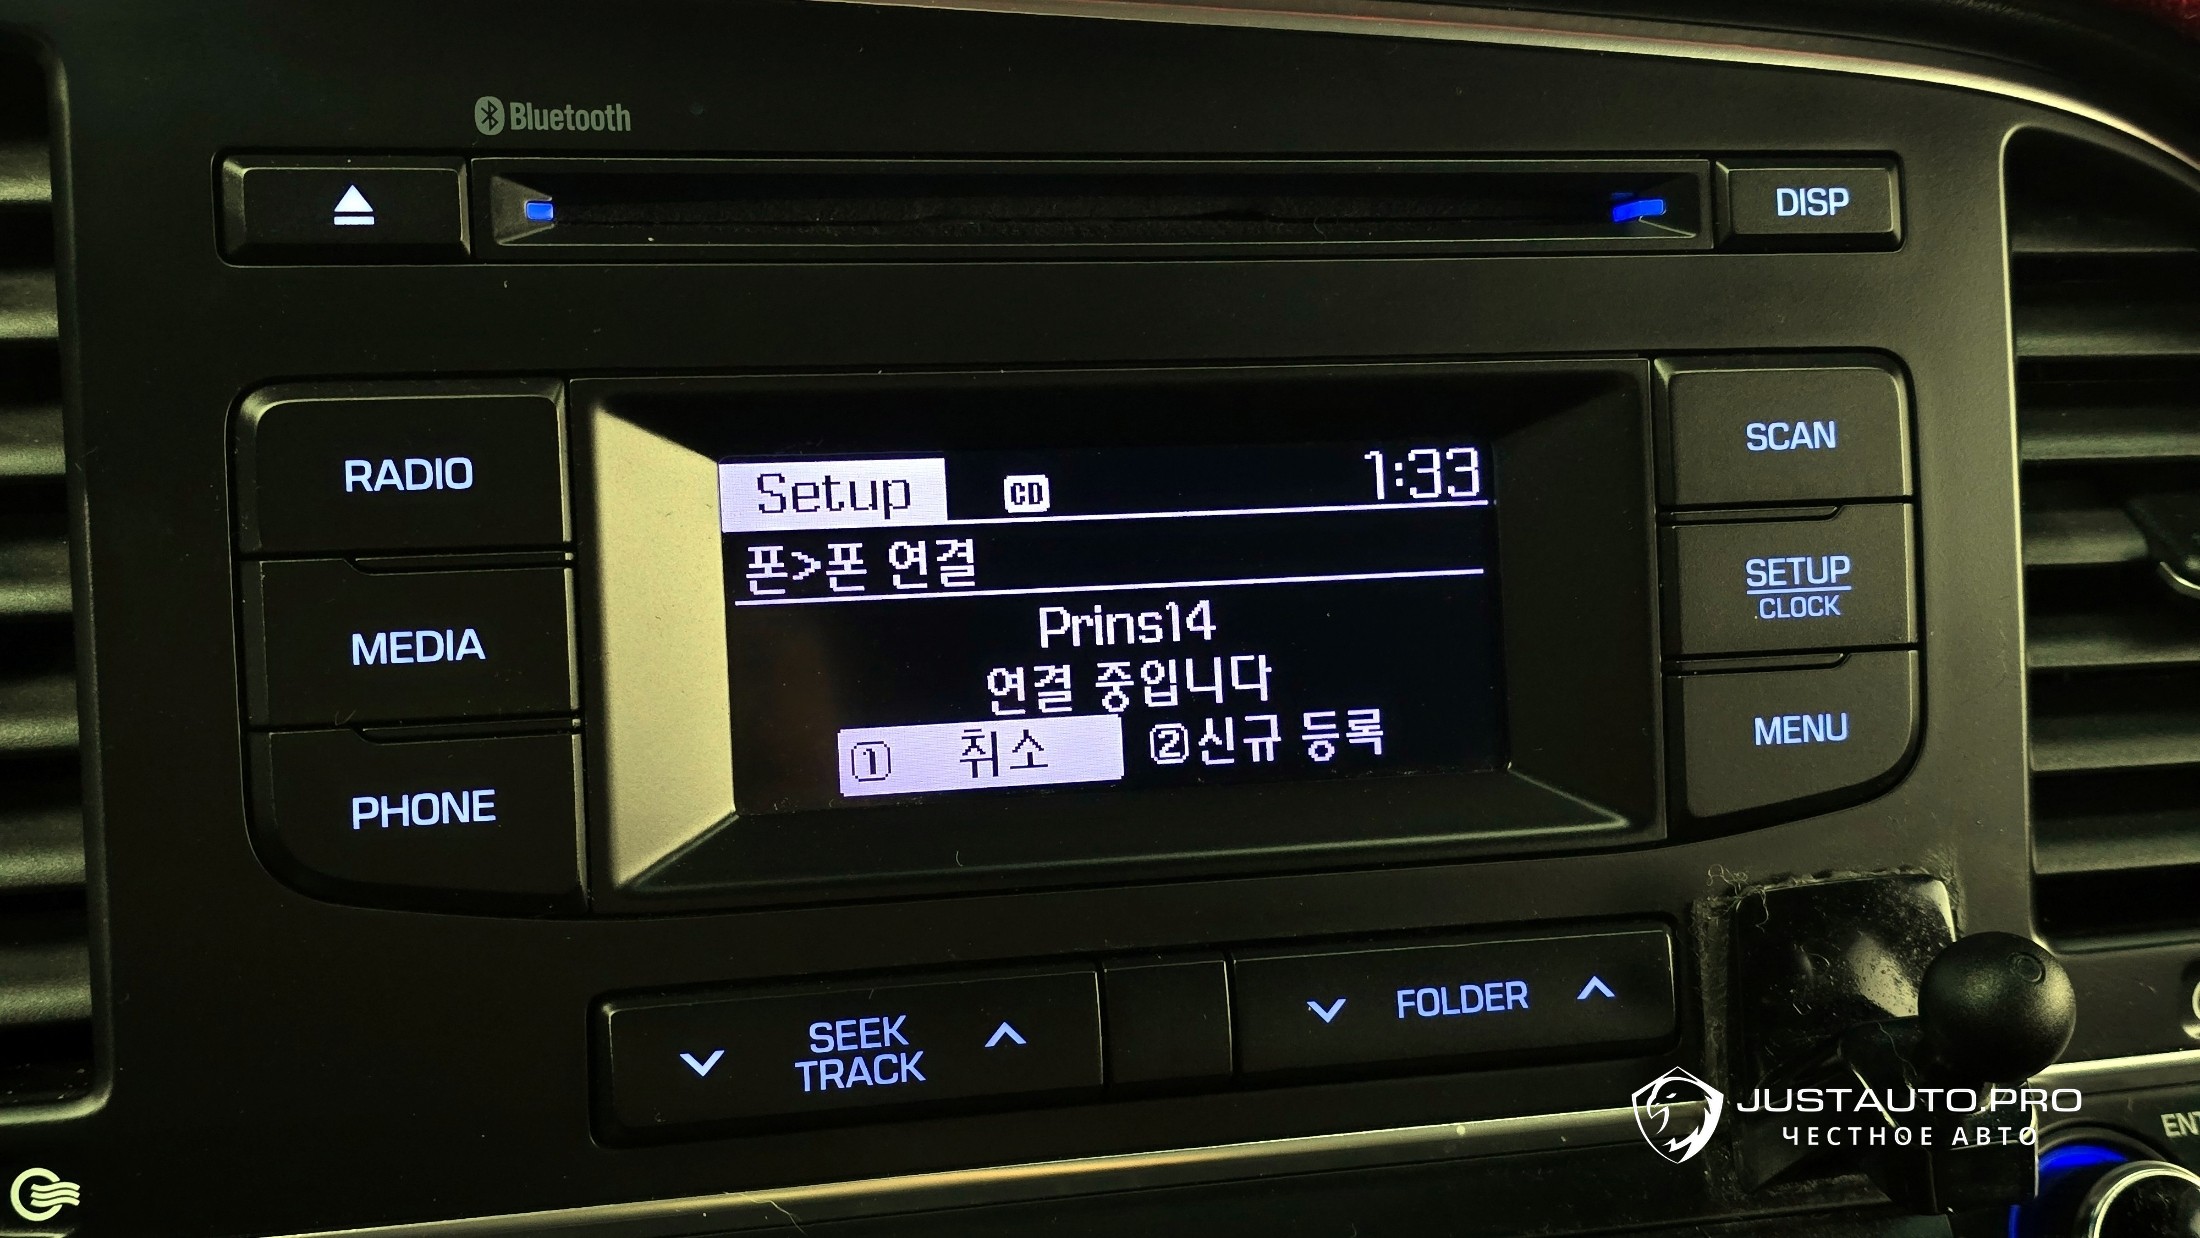 Bluetooth
DISP
RADIO
SCAN
Setup CD 1:33
폰>폰 연결
SETUP
CLOCK
Prins14
MEDIA
연결 중입니다
① 취소 ②신규 등록
MENU
PHONE
SEEK
TRACK
FOLDER
JUSTAUTO.PRO
ЧЕСТНОЕ АВТО